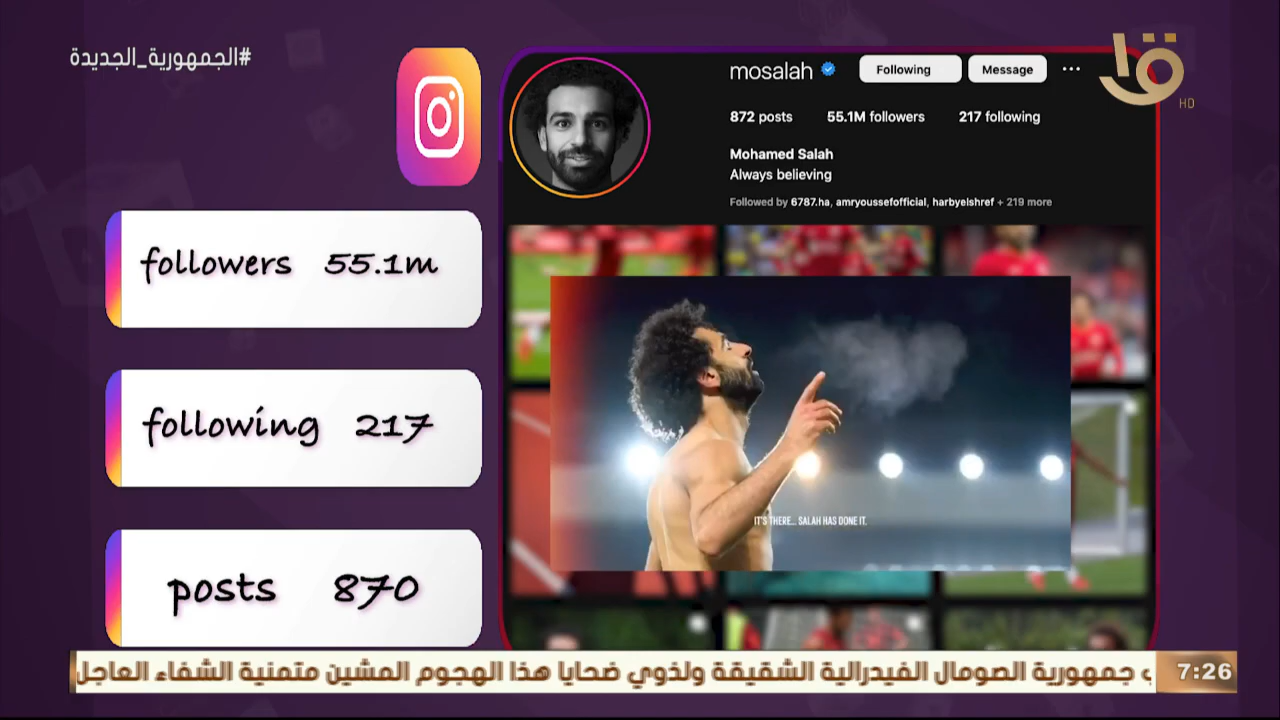 #الجمهورية_الجديدة
mosalah Following Message ...
872 posts 55.1M followers 217 following
Mohamed Salah
Always believing
Followed by 6787.ha, amryoussefofficial, harbyelshref + 219 more
followers 55.1m
following 217
posts 870
IT'S THERE... SALAH HAS DONE IT.
HD
جمهورية الصومال الفيدرالية الشقيقة ولذوي ضحايا هذا الهجوم المشين متمنية الشفاء العاجل
7:26